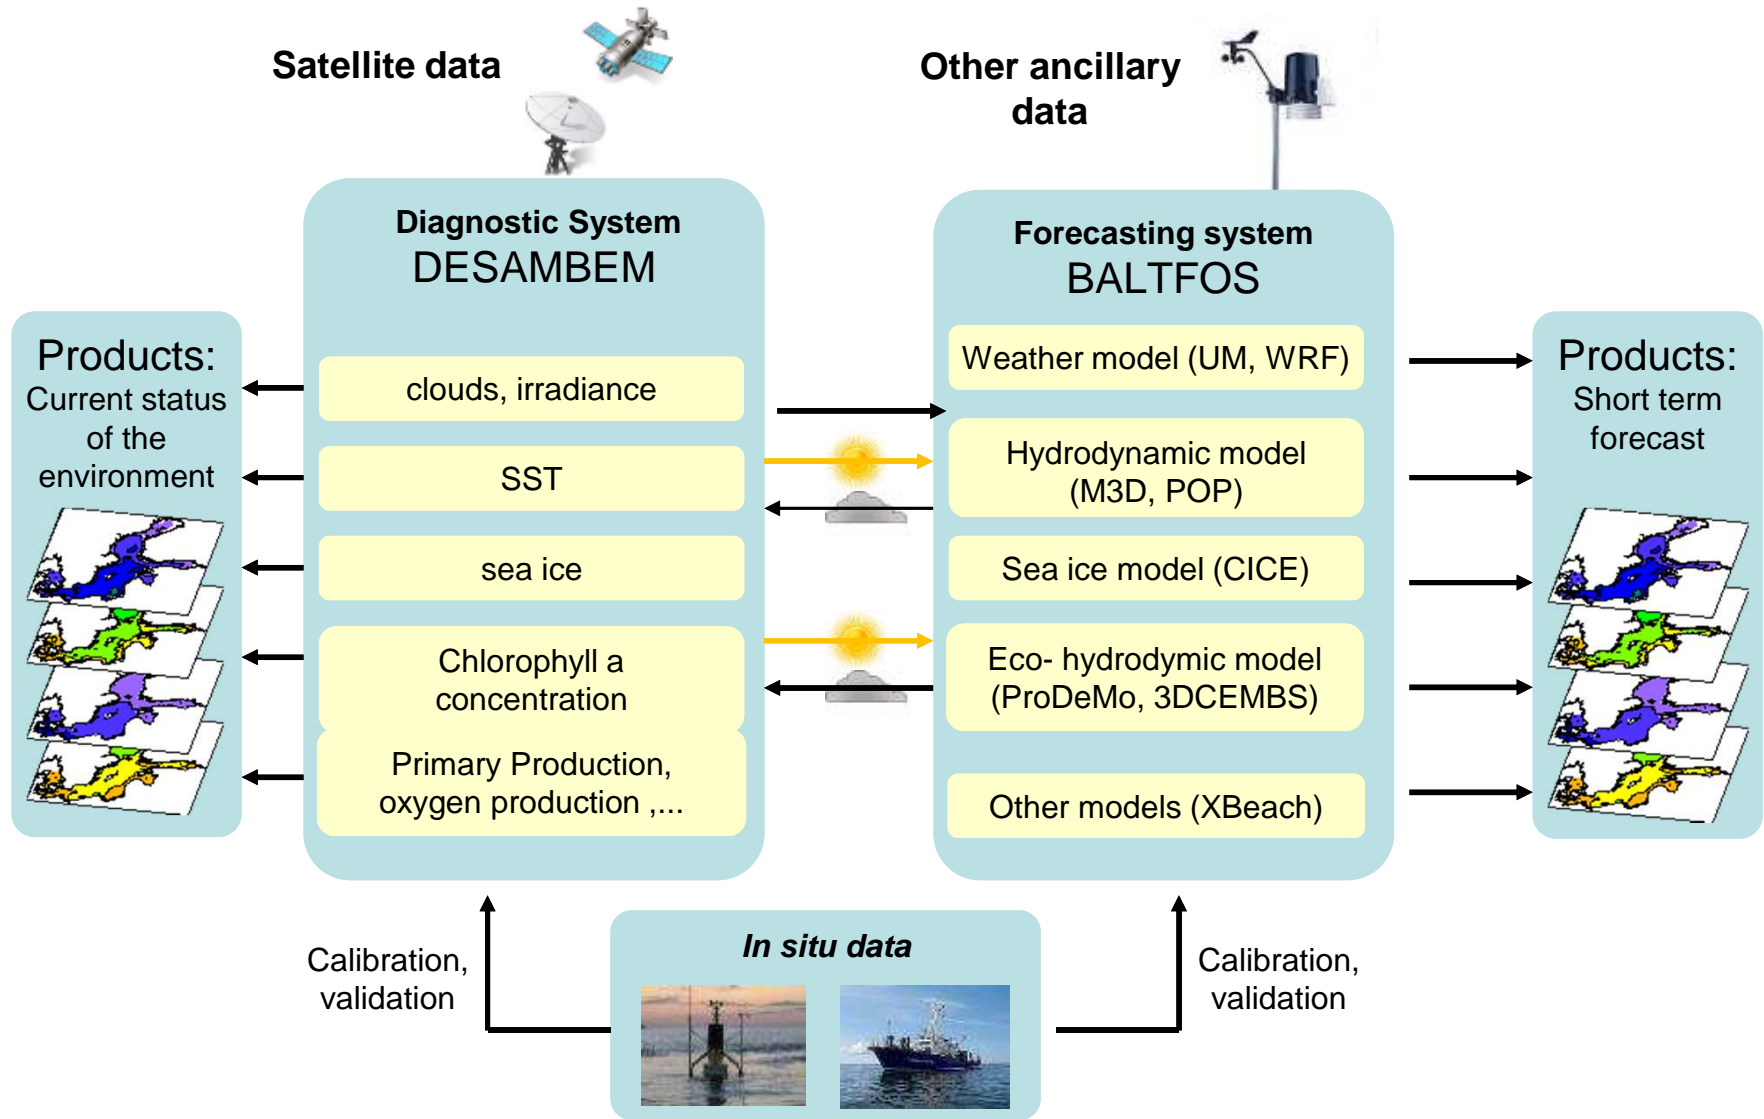 Satellite data
Other ancillary
data
Diagnostic System
DESAMBEM
clouds, irradiance
SST
sea ice
Chlorophyll a
concentration
Primary Production,
oxygen production ,...
Forecasting system
BALTFOS
Weather model (UM, WRF)
Hydrodynamic model
(M3D, POP)
Sea ice model (CICE)
Eco- hydrodymic model
(ProDeMo, 3DCEMBS)
Other models (XBeach)
Products:
Current status
of the
environment
Products:
Short term
forecast
Calibration,
validation
In situ data
Calibration,
validation